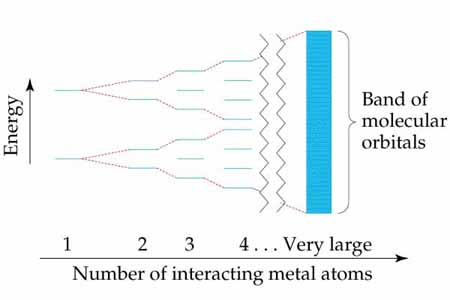 Energy
Band of
molecular
orbitals
1 2 3 4 . . . Very large
Number of interacting metal atoms